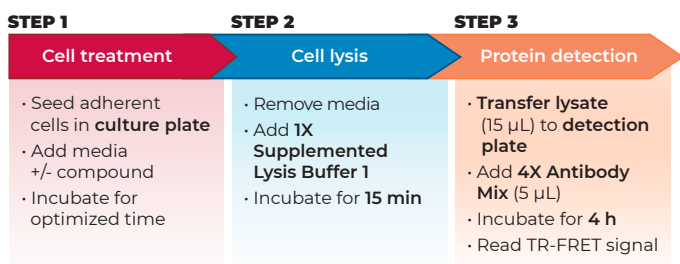 STEP 1
Cell treatment
· Seed adherent
cells in culture plate
· Add media
+/- compound
· Incubate for
optimized time
STEP 2
Cell lysis
· Remove media
· Add 1X
Supplemented
Lysis Buffer 1
· Incubate for 15 min
STEP 3
Protein detection
· Transfer lysate
(15 µL) to detection
plate
· Add 4X Antibody
Mix (5 µL)
· Incubate for 4 h
· Read TR-FRET signal